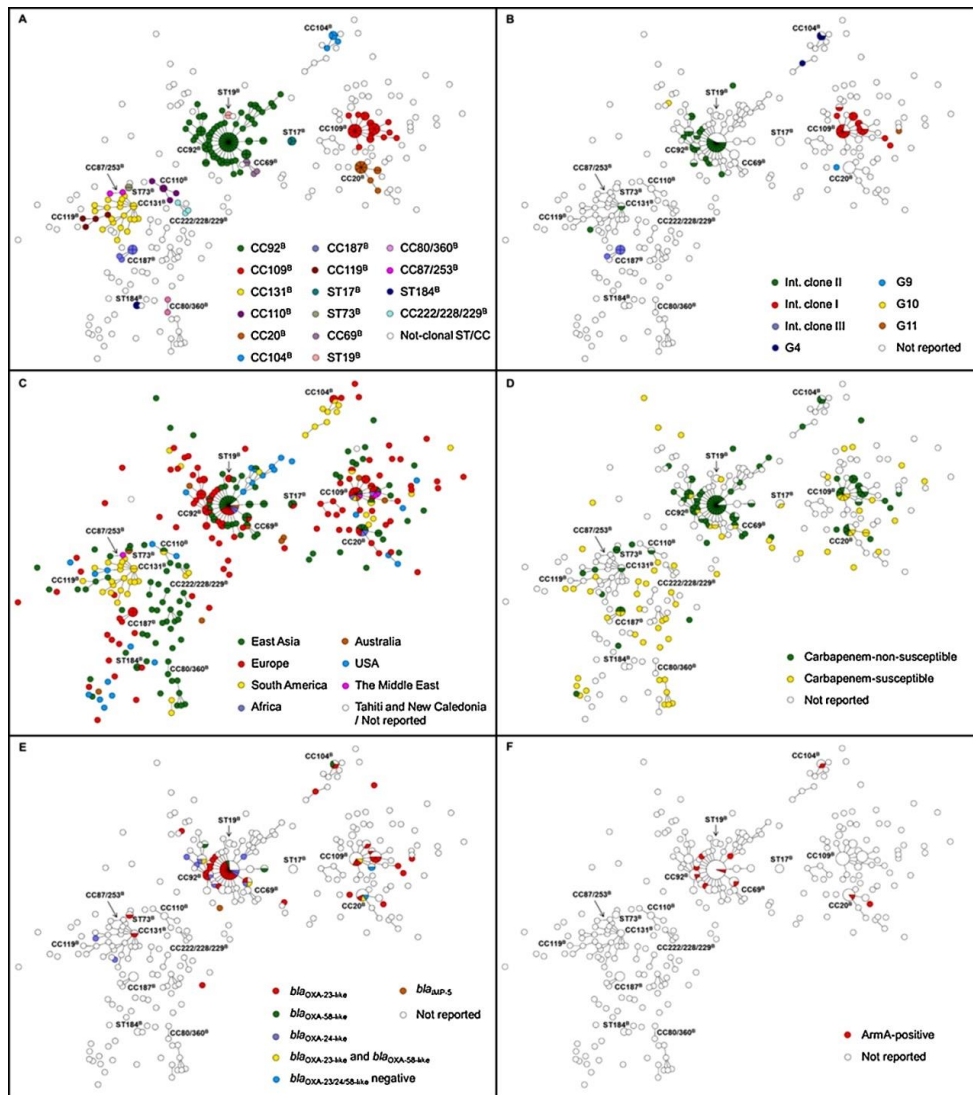 A
CC104ᴮ
ST19ᴮ
CC109ᴮ
ST17ᴮ
CC92ᴮ
CC69ᴮ
CC20ᴮ
CC87/253ᴮ
CC110ᴮ
ST73ᴮ
CC131ᴮ
CC119ᴮ
CC222/228/229ᴮ
CC187ᴮ
ST184ᴮ
CC80/360ᴮ
CC92ᴮ CC187ᴮ CC80/360ᴮ
CC109ᴮ CC119ᴮ CC87/253ᴮ
CC131ᴮ ST17ᴮ ST184ᴮ
CC110ᴮ ST73ᴮ CC222/228/229ᴮ
CC20ᴮ CC69ᴮ Not-clonal ST/CC
CC104ᴮ ST19ᴮ
B
CC104ᴮ
ST19ᴮ
CC109ᴮ
ST17ᴮ
CC92ᴮ
CC69ᴮ
CC20ᴮ
CC87/253ᴮ
CC110ᴮ
ST73ᴮ
CC131ᴮ
CC119ᴮ
CC222/228/229ᴮ
CC187ᴮ
ST184ᴮ
CC80/360ᴮ
Int. clone II G9
Int. clone I G10
Int. clone III G11
G4 Not reported
C
CC104ᴮ
ST19ᴮ
CC109ᴮ
ST17ᴮ
CC92ᴮ
CC69ᴮ
CC20ᴮ
CC87/253ᴮ
CC110ᴮ
ST73ᴮ
CC131ᴮ
CC119ᴮ
CC222/228/229ᴮ
CC187ᴮ
ST184ᴮ
CC80/360ᴮ
East Asia Australia
Europe USA
South America The Middle East
Africa Tahiti and New Caledonia
/ Not reported
D
CC104ᴮ
ST19ᴮ
CC109ᴮ
ST17ᴮ
CC92ᴮ
CC69ᴮ
CC20ᴮ
CC87/253ᴮ
CC110ᴮ
ST73ᴮ
CC131ᴮ
CC119ᴮ
CC222/228/229ᴮ
CC187ᴮ
ST184ᴮ
CC80/360ᴮ
Carbapenem-non-susceptible
Carbapenem-susceptible
Not reported
E
CC104ᴮ
ST19ᴮ
ST17ᴮ
CC109ᴮ
CC92ᴮ
CC69ᴮ
CC20ᴮ
CC87/253ᴮ
CC110ᴮ
ST73ᴮ
CC131ᴮ
CC119ᴮ
CC222/228/229ᴮ
CC187ᴮ
ST184ᴮ
CC80/360ᴮ
blaOXA-23-like blaIMP-5
blaOXA-58-like Not reported
blaOXA-24-like
blaOXA-23-like and blaOXA-58-like
blaOXA-23/24/58-like negative
F
CC104ᴮ
ST19ᴮ
ST17ᴮ
CC109ᴮ
CC92ᴮ
CC69ᴮ
CC20ᴮ
CC87/253ᴮ
CC110ᴮ
ST73ᴮ
CC131ᴮ
CC119ᴮ
CC222/228/229ᴮ
CC187ᴮ
ST184ᴮ
CC80/360ᴮ
ArmA-positive
Not reported